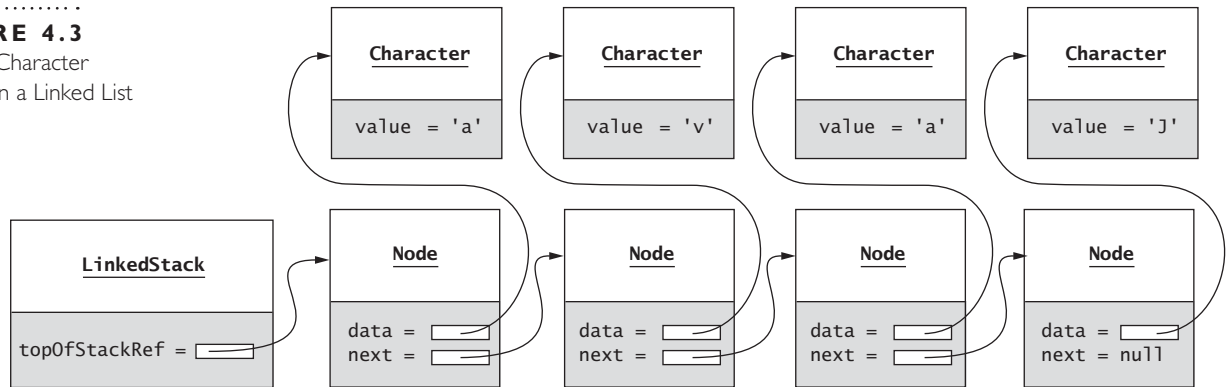 4.3
Character
a Linked List
Character
value = 'a'
Character
value = 'v'
Character
value = 'a'
Character
value = 'J'
LinkedStack
topOfStackRef =
Node
data =
next =
Node
data =
next =
Node
data =
next =
Node
data =
next = null